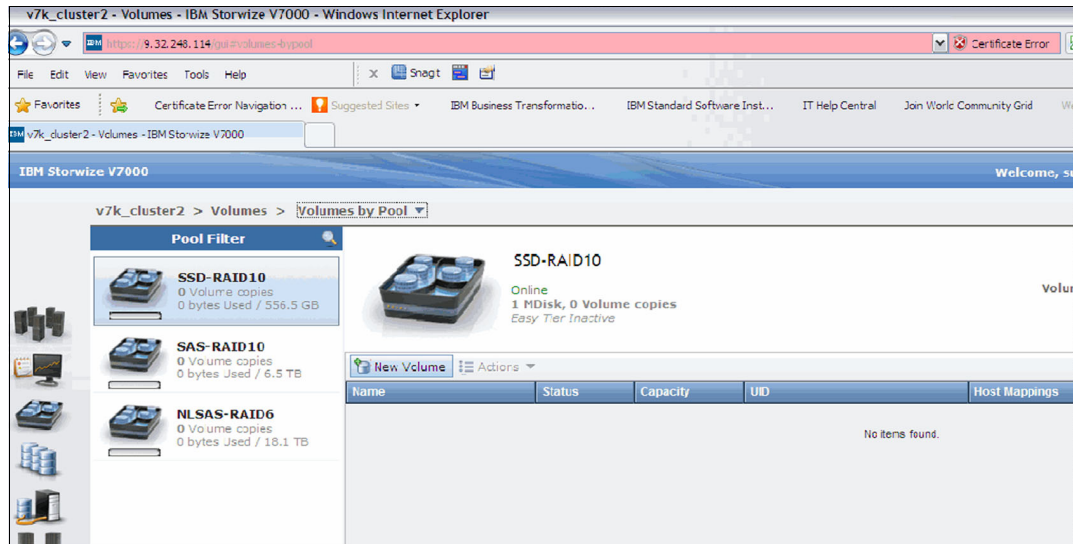 v7k_cluster2 - Volumes - IBM Storwize V7000 - Windows Internet Explorer
IBM https://9.32.248.114/gui#volumes-bypool Certificate Error
File Edit View Favorites Tools Help x SnagIt
Favorites Certificate Error Navigation ... Suggested Sites IBM Business Transformatio... IBM Standard Software Inst... IT Help Central Join World Community Grid We
IBM v7k_cluster2 - Volumes - IBM Storwize V7000
IBM Storwize V7000 Welcome, su
v7k_cluster2 > Volumes > Volumes by Pool
Pool Filter
SSD-RAID10
0 Volume copies
0 bytes Used / 556.5 GB
SAS-RAID10
0 Volume copies
0 bytes Used / 6.5 TB
NLSAS-RAID6
0 Volume copies
0 bytes Used / 18.1 TB
SSD-RAID10
Online
1 MDisk, 0 Volume copies
Easy Tier Inactive
Volu
New Volume Actions
Name Status Capacity UID Host Mappings
No items found.